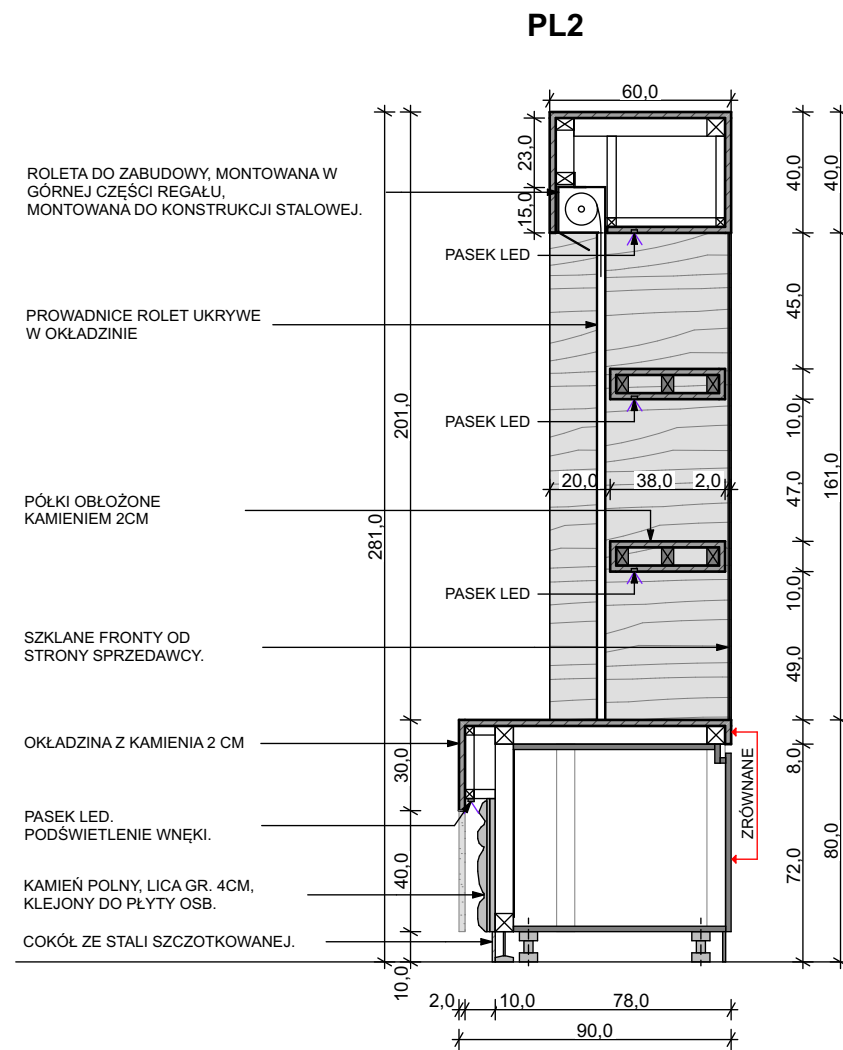 PL2
60,0
ROLETA DO ZABUDOWY, MONTOWANA W
GÓRNEJ CZĘŚCI REGAŁU,
MONTOWANA DO KONSTRUKCJI STALOWEJ.
23,0
15,0
40,0
40,0
PASEK LED
PROWADNICE ROLET UKRYWE
W OKŁADZINIE
45,0
201,0
PASEK LED
10,0
20,0
38,0
2,0
47,0
161,0
PÓŁKI OBŁOŻONE
KAMIENIEM 2CM
281,0
PASEK LED
10,0
SZKLANE FRONTY OD
STRONY SPRZEDAWCY.
49,0
OKŁADZINA Z KAMIENIA 2 CM
30,0
8,0
ZRÓWNANE
PASEK LED.
PODŚWIETLENIE WNĘKI.
KAMIEŃ POLNY, LICA GR. 4CM,
KLEJONY DO PŁYTY OSB.
40,0
72,0
80,0
COKÓŁ ZE STALI SZCZOTKOWANEJ.
10,0
2,0
10,0
78,0
90,0